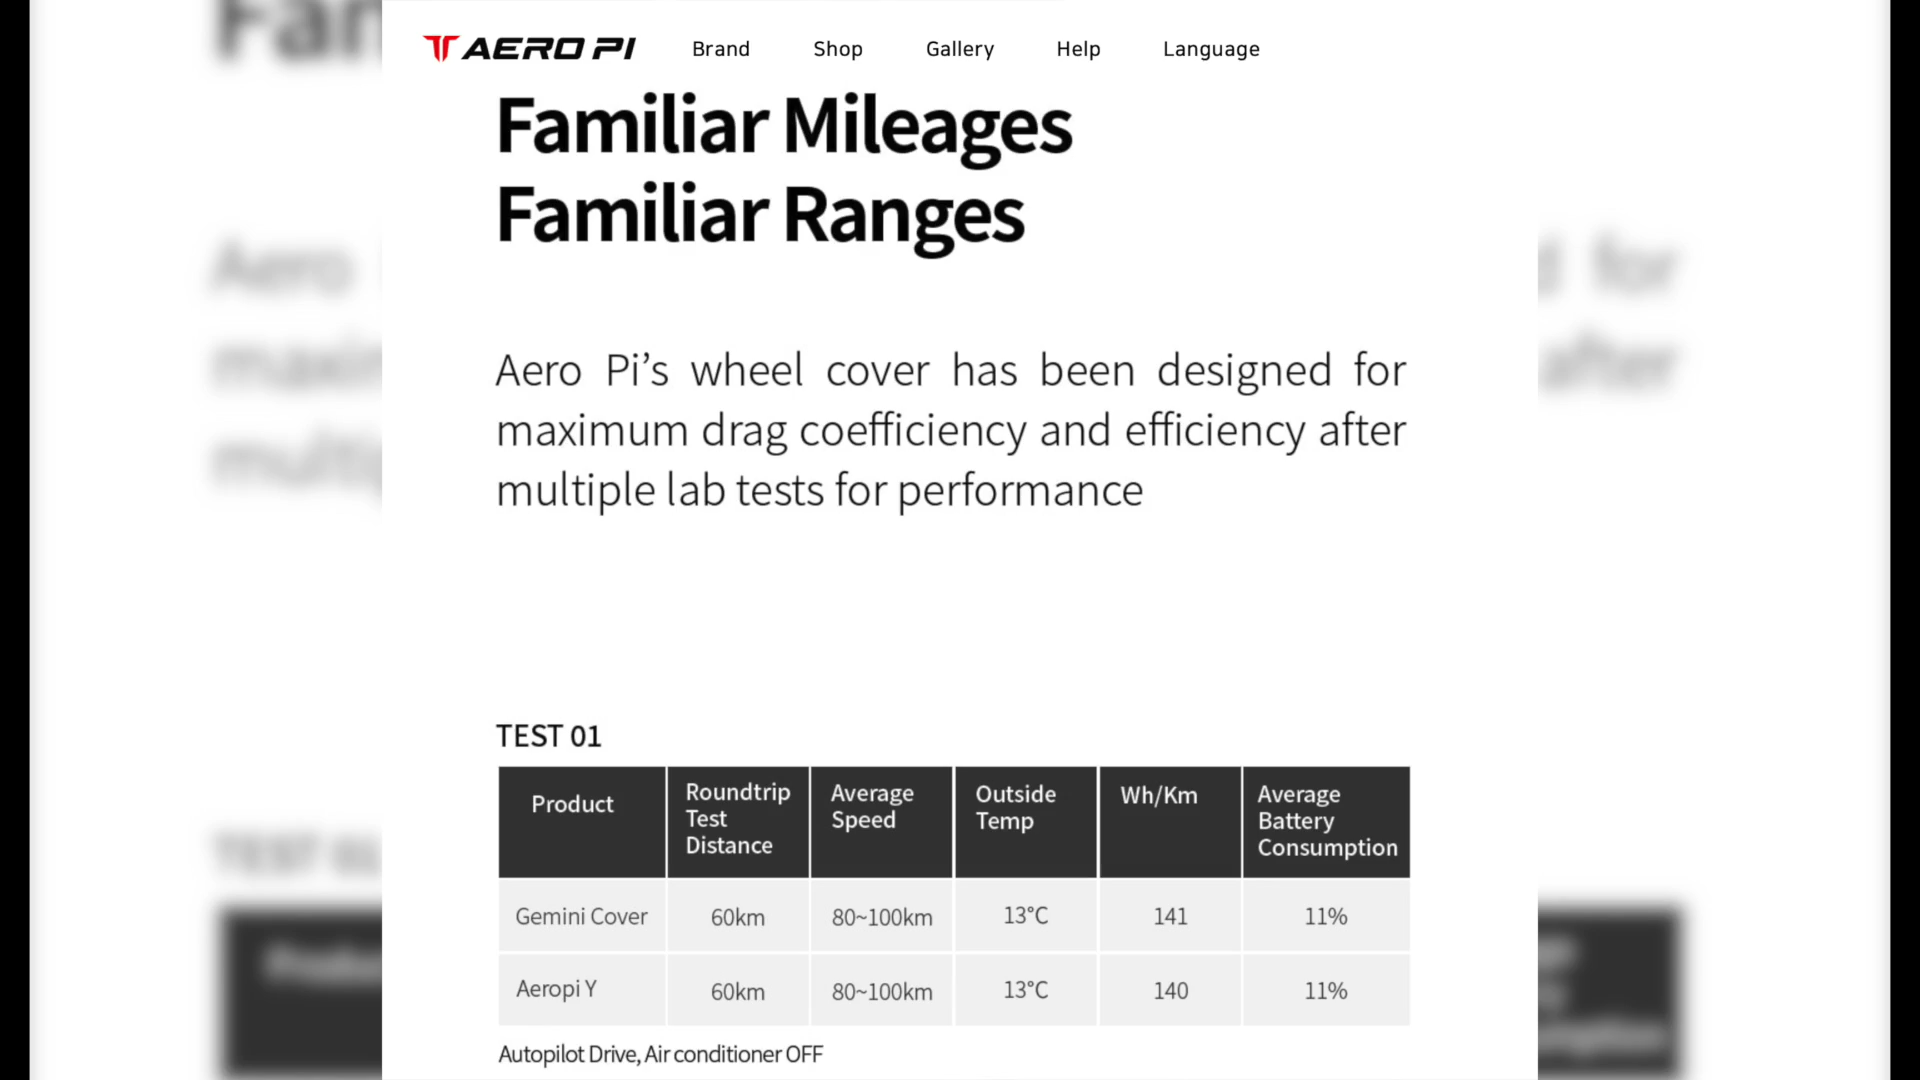 AERO PI Brand Shop Gallery Help Language
Familiar Mileages
Familiar Ranges
Aero Pi’s wheel cover has been designed for
maximum drag coefficiency and efficiency after
multiple lab tests for performance
TEST 01
Product Roundtrip Test Distance Average Speed Outside Temp Wh/Km Average Battery Consumption
Gemini Cover 60km 80~100km 13°C 141 11%
Aeropi Y 60km 80~100km 13°C 140 11%
Autopilot Drive, Air conditioner OFF